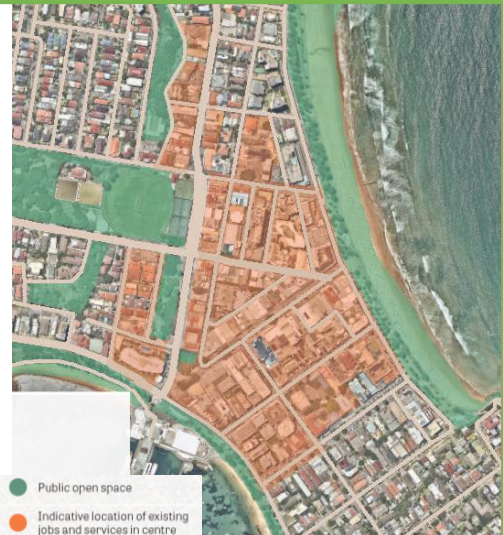 Public open space
Indicative location of existing
jobs and services in centre